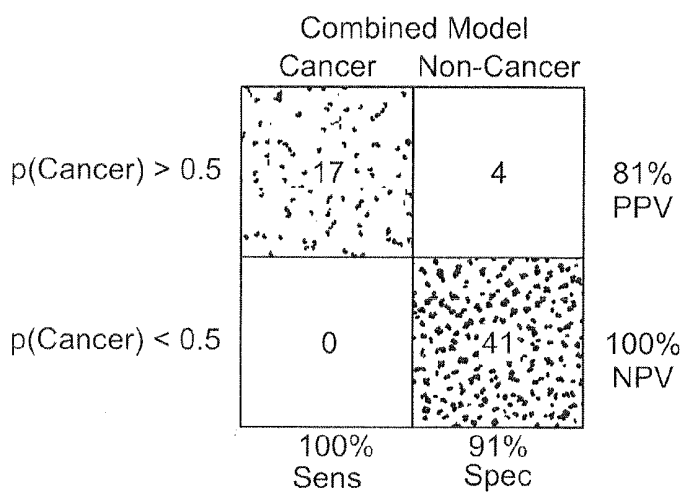 Combined Model
Cancer Non-Cancer
p(Cancer) > 0.5 17 4 81%
PPV
p(Cancer) < 0.5 0 41 100%
NPV
100% 91%
Sens Spec